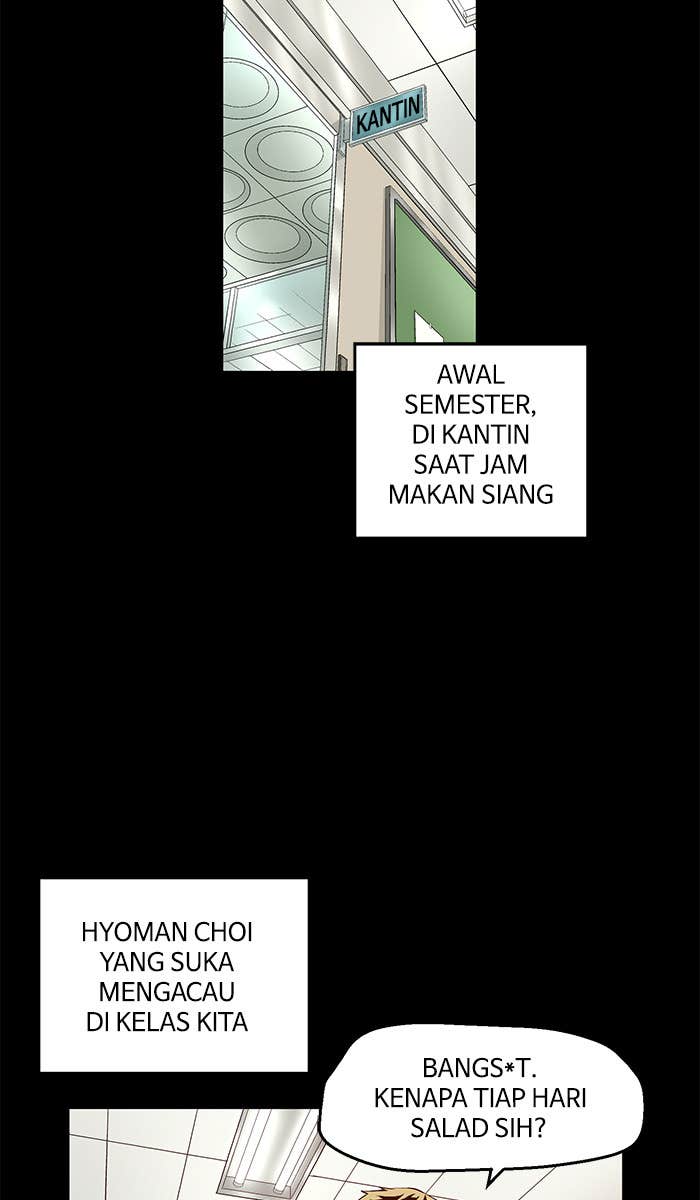 KANTIN
AWAL
SEMESTER,
DI KANTIN
SAAT JAM
MAKAN SIANG
HYOMAN CHOI
YANG SUKA
MENGACAU
DI KELAS KITA
BANGS*T.
KENAPA TIAP HARI
SALAD SIH?